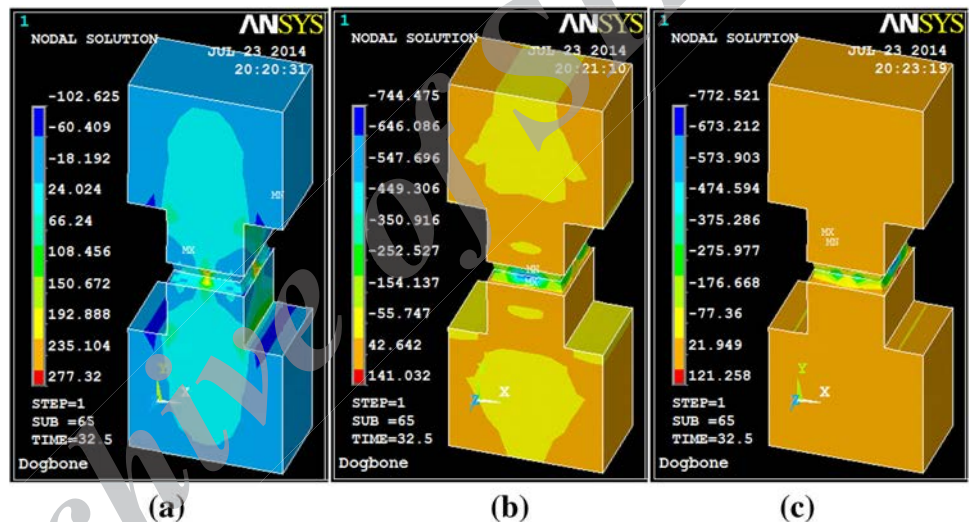 1
ANSYS
NODAL SOLUTION
JUL 23 2014
20:20:31
-102.625
-60.409
-18.192
24.024
66.24
108.456
150.672
192.888
235.104
277.32
MN
MX
Y
X
STEP=1
SUB =65
TIME=32.5
Dogbone
(a)
1
ANSYS
NODAL SOLUTION
JUL 23 2014
20:21:10
-744.475
-646.086
-547.696
-449.306
-350.916
-252.527
-154.137
-55.747
42.642
141.032
MN
MX
Y
Z
X
STEP=1
SUB =65
TIME=32.5
Dogbone
(b)
1
ANSYS
NODAL SOLUTION
JUL 23 2014
20:23:19
-772.521
-673.212
-573.903
-474.594
-375.286
-275.977
-176.668
-77.36
21.949
121.258
MX
MN
Y
Z
X
STEP=1
SUB =65
TIME=32.5
Dogbone
(c)